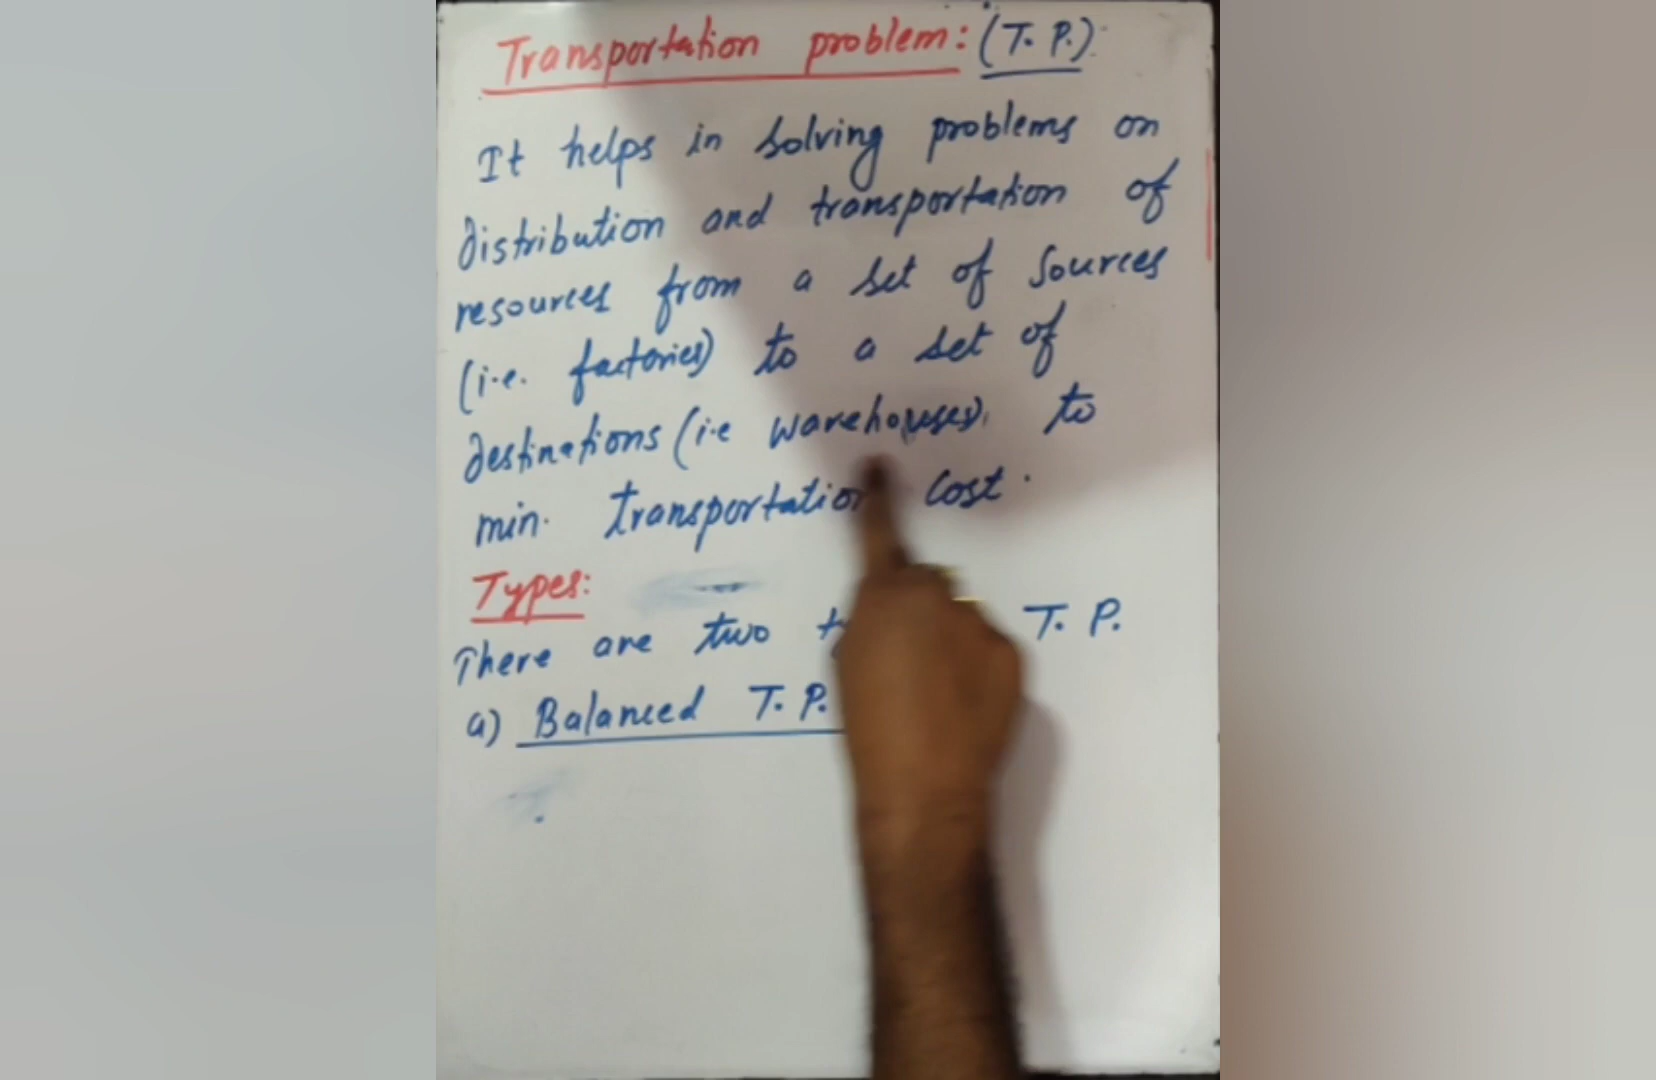 Transportation problem: (T. P.)
It helps in solving problems on
distribution and transportation of
resources from a set of sources
(i.e. factories) to a set of
destinations (i.e warehouses) to
min. transportation cost.
Types:
There are two T. P.
a) Balanced T. P.